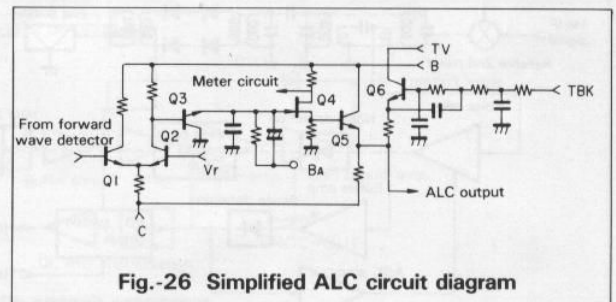 TV
B
Meter circuit
Q3
Q4
Q6
TBK
From forward
wave detector
Q2
Q5
Vr
BA
Q1
ALC output
C
Fig.-26 Simplified ALC circuit diagram